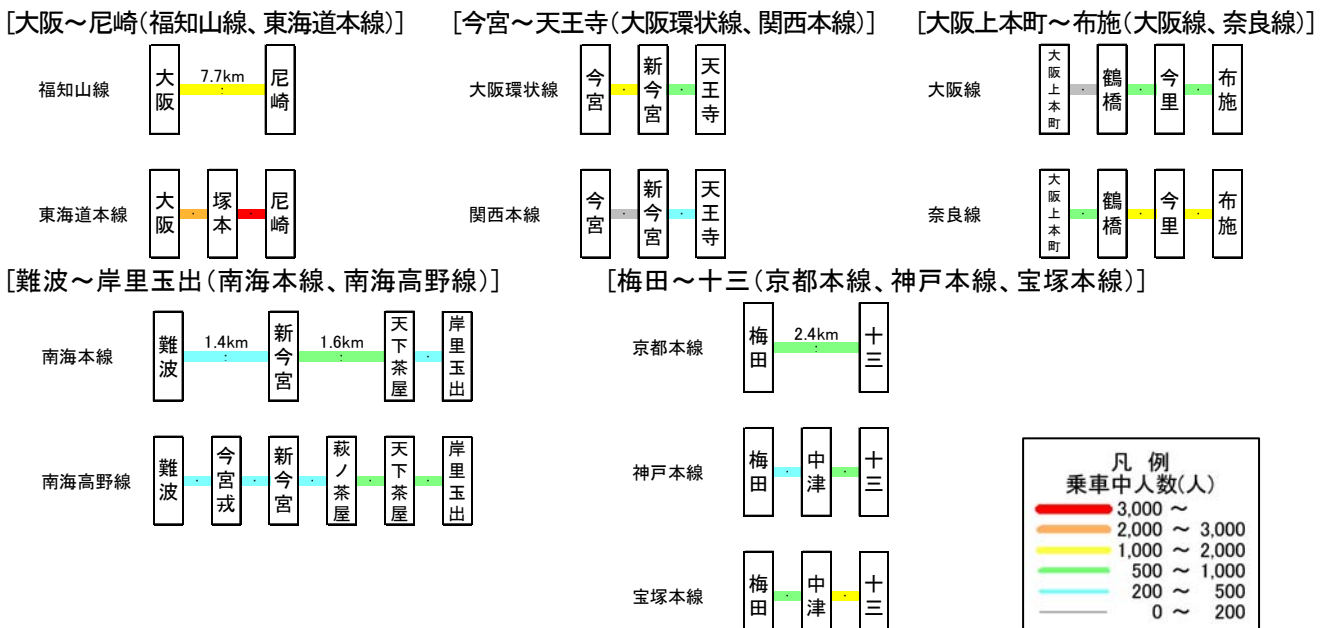 [大阪～尼崎(福知山線、東海道本線)]
福知山線
大阪
7.7km
尼崎
東海道本線
大阪
塚本
尼崎
[今宮～天王寺(大阪環状線、関西本線)]
大阪環状線
今宮
新今宮
天王寺
関西本線
今宮
新今宮
天王寺
[大阪上本町～布施(大阪線、奈良線)]
大阪線
大阪上本町
鶴橋
今里
布施
奈良線
大阪上本町
鶴橋
今里
布施
[難波～岸里玉出(南海本線、南海高野線)]
南海本線
難波
1.4km
新今宮
1.6km
天下茶屋
岸里玉出
南海高野線
難波
今宮戎
新今宮
萩ノ茶屋
天下茶屋
岸里玉出
[梅田～十三(京都本線、神戸本線、宝塚本線)]
京都本線
梅田
2.4km
十三
神戸本線
梅田
中津
十三
宝塚本線
梅田
中津
十三
凡 例
乗車中人数(人)
3,000 ～
2,000 ～ 3,000
1,000 ～ 2,000
500 ～ 1,000
200 ～ 500
0 ～ 200